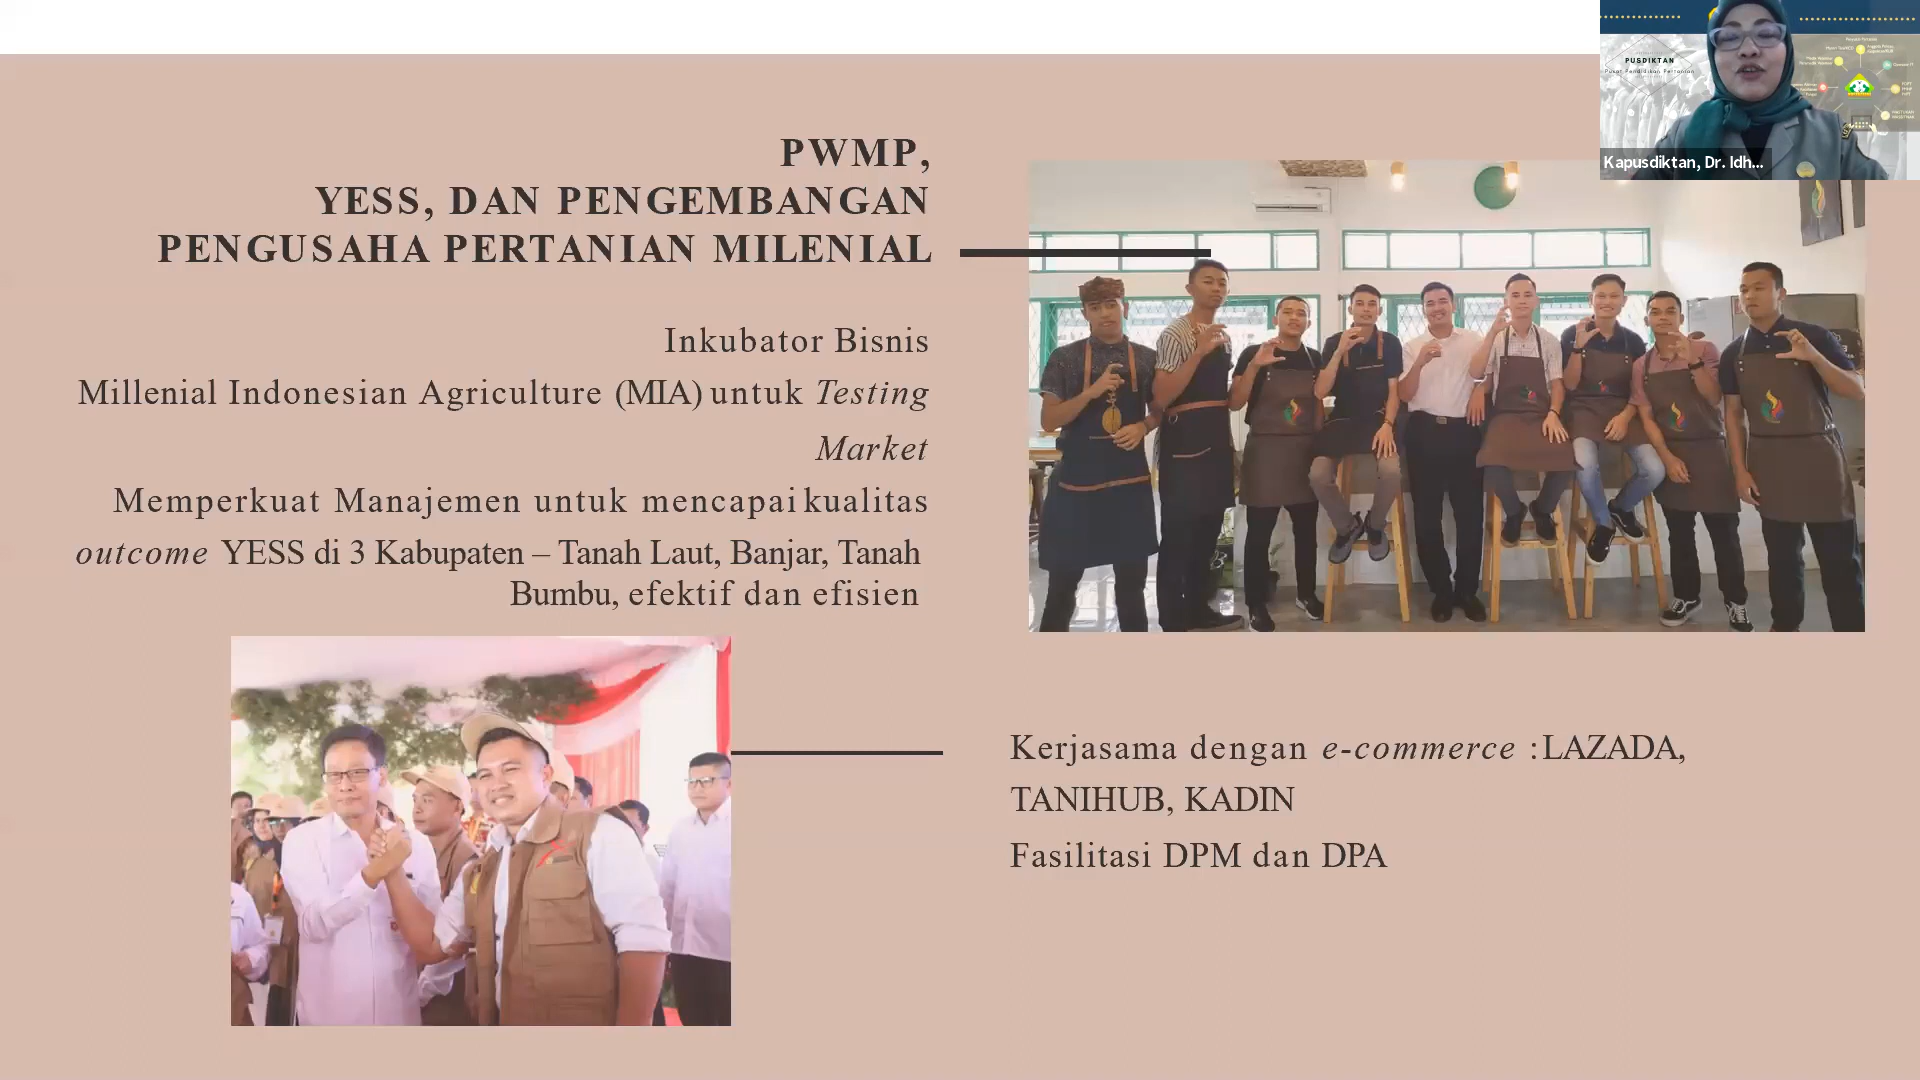 PWMP,
YESS, DAN PENGEMBANGAN
PENGUSAHA PERTANIAN MILENIAL
Inkubator Bisnis
Millenial Indonesian Agriculture (MIA) untuk Testing
Market
Memperkuat Manajemen untuk mencapai kualitas
outcome YESS di 3 Kabupaten – Tanah Laut, Banjar, Tanah
Bumbu, efektif dan efisien
Kerjasama dengan e-commerce : LAZADA,
TANIHUB, KADIN
Fasilitasi DPM dan DPA
PUSDIKTAN
Pusat Pendidikan Pertanian
Kapusdiktan, Dr. Idh...